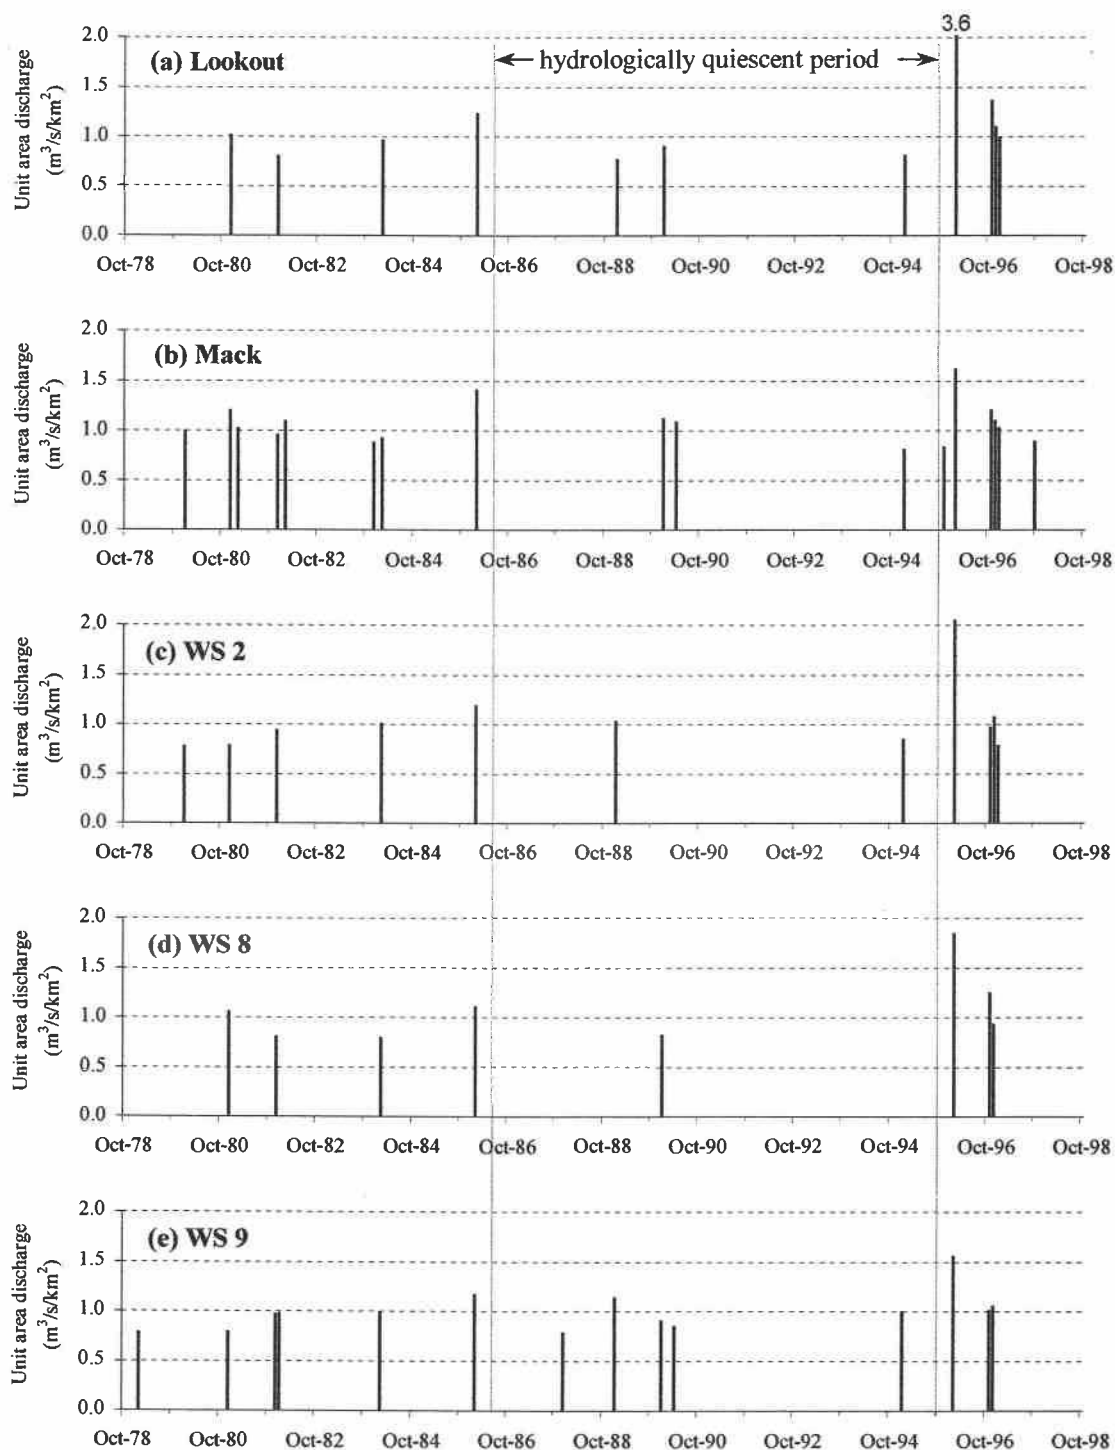 3.6
2.0
(a) Lookout
hydrologically quiescent period
1.5
1.0
0.5
0.0
Unit area discharge
(m³/s/km²)
Oct-78 Oct-80 Oct-82 Oct-84 Oct-86 Oct-88 Oct-90 Oct-92 Oct-94 Oct-96 Oct-98
2.0
(b) Mack
1.5
1.0
0.5
0.0
Unit area discharge
(m³/s/km²)
Oct-78 Oct-80 Oct-82 Oct-84 Oct-86 Oct-88 Oct-90 Oct-92 Oct-94 Oct-96 Oct-98
2.0
(c) WS 2
1.5
1.0
0.5
0.0
Unit area discharge
(m³/s/km²)
Oct-78 Oct-80 Oct-82 Oct-84 Oct-86 Oct-88 Oct-90 Oct-92 Oct-94 Oct-96 Oct-98
2.0
(d) WS 8
1.5
1.0
0.5
0.0
Unit area discharge
(m³/s/km²)
Oct-78 Oct-80 Oct-82 Oct-84 Oct-86 Oct-88 Oct-90 Oct-92 Oct-94 Oct-96 Oct-98
2.0
(e) WS 9
1.5
1.0
0.5
0.0
Unit area discharge
(m³/s/km²)
Oct-78 Oct-80 Oct-82 Oct-84 Oct-86 Oct-88 Oct-90 Oct-92 Oct-94 Oct-96 Oct-98